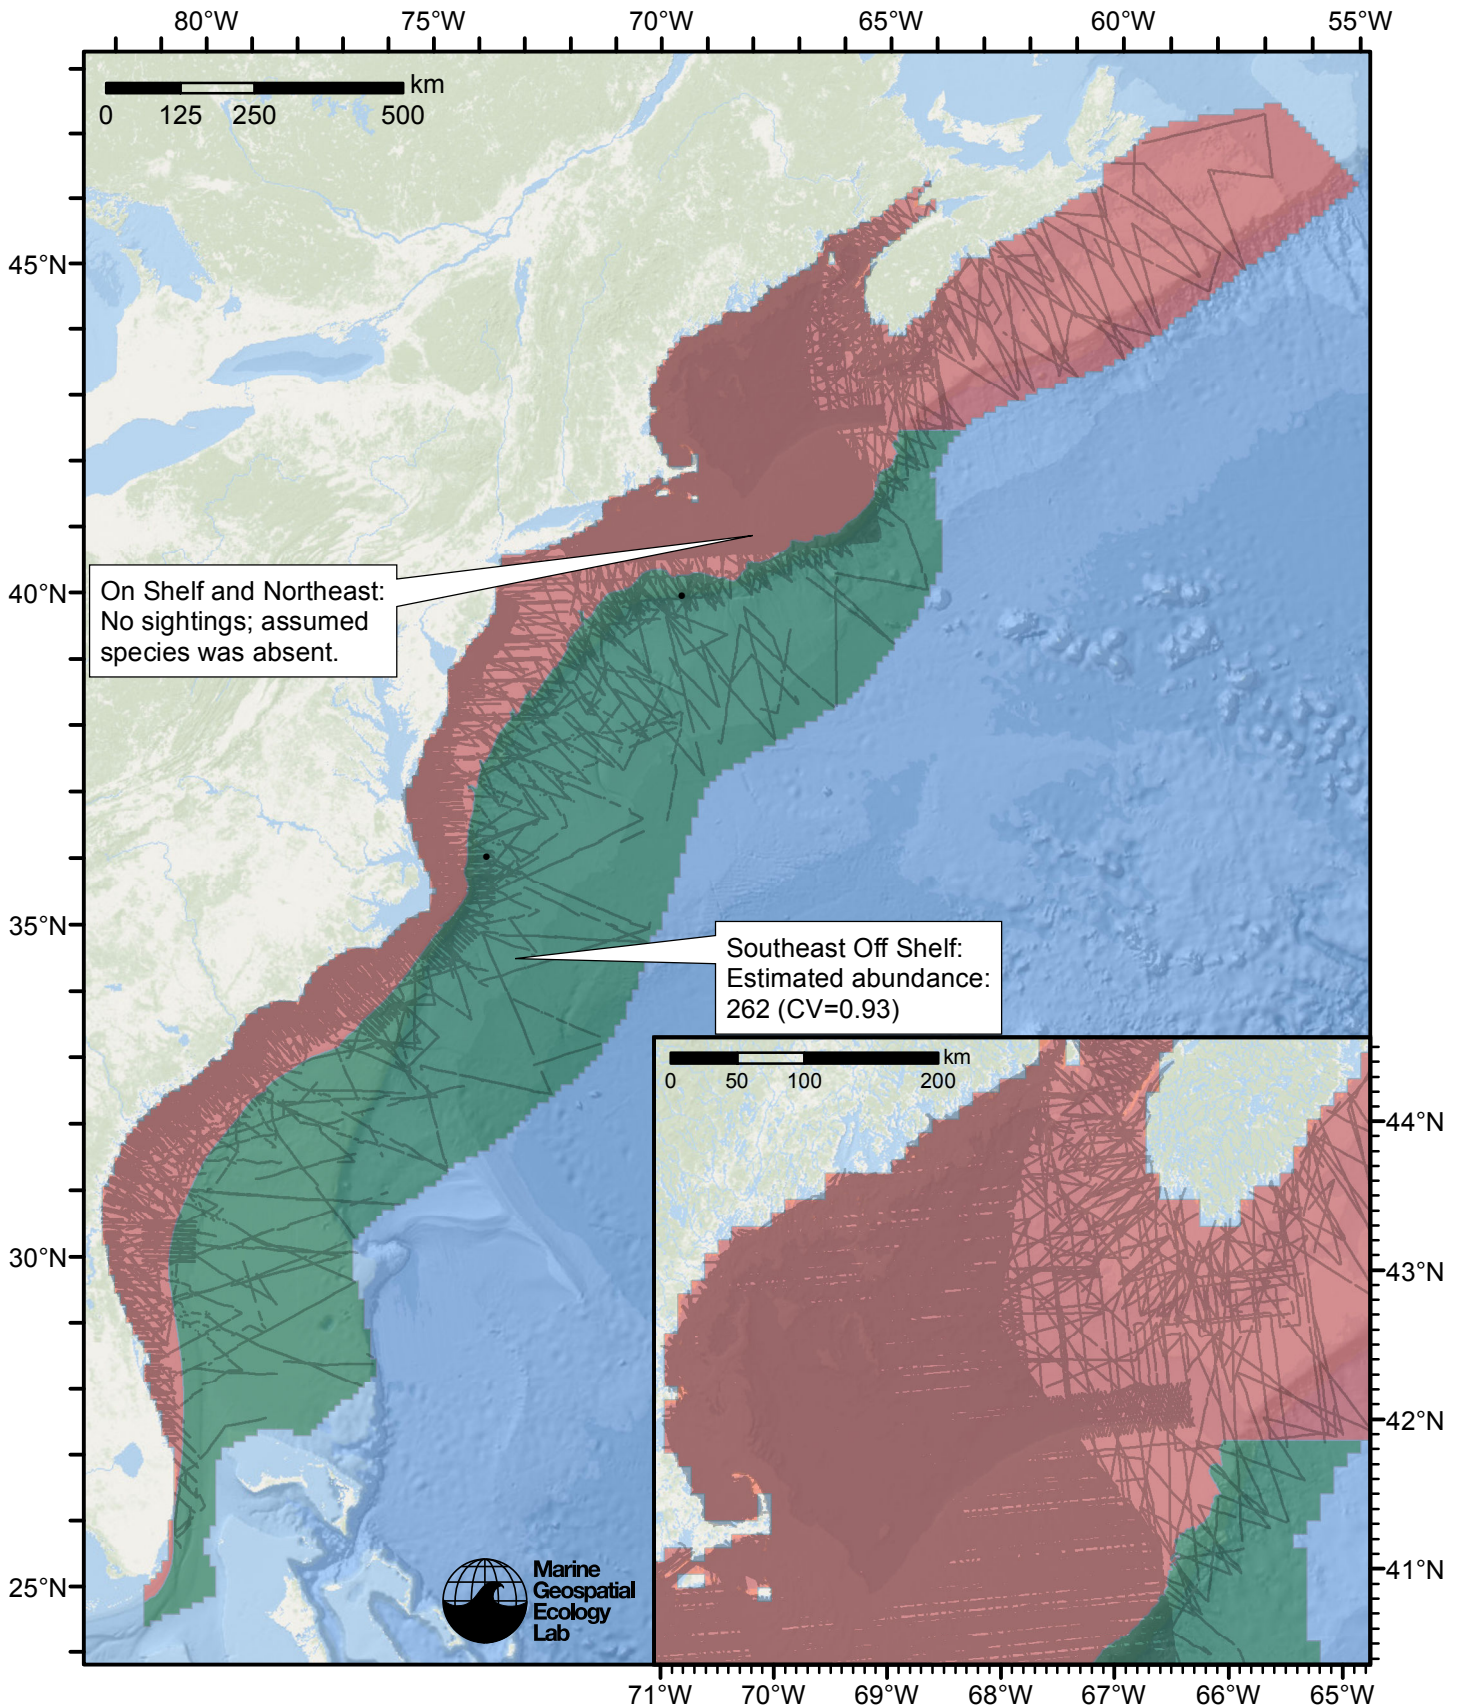 80°W 75°W 70°W 65°W 60°W 55°W
km
0 125 250 500
45°N
40°N
35°N
30°N
25°N
On Shelf and Northeast:
No sightings; assumed
species was absent.
Southeast Off Shelf:
Estimated abundance:
262 (CV=0.93)
km
0 50 100 200
44°N
43°N
42°N
41°N
71°W 70°W 69°W 68°W 67°W 66°W 65°W
Marine
Geospatial
Ecology
Lab